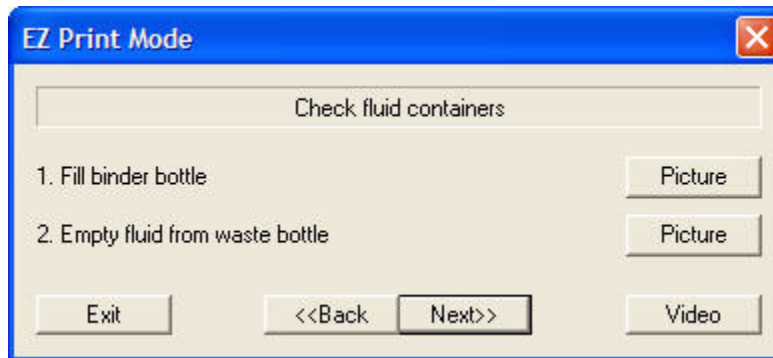 EZ Print Mode
Check fluid containers
1. Fill binder bottle Picture
2. Empty fluid from waste bottle Picture
Exit <<Back Next>> Video